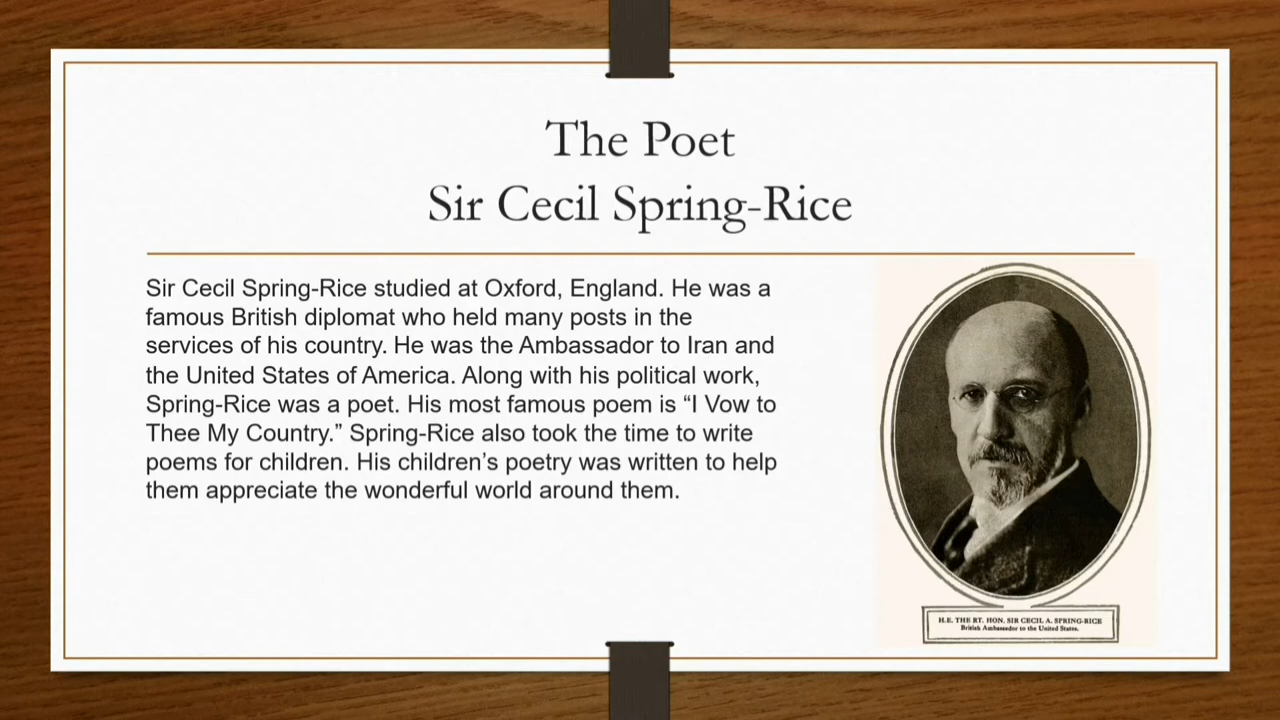 The Poet
Sir Cecil Spring-Rice
Sir Cecil Spring-Rice studied at Oxford, England. He was a
famous British diplomat who held many posts in the
services of his country. He was the Ambassador to Iran and
the United States of America. Along with his political work,
Spring-Rice was a poet. His most famous poem is “I Vow to
Thee My Country.” Spring-Rice also took the time to write
poems for children. His children’s poetry was written to help
them appreciate the wonderful world around them.
H.E. THE RT. HON. SIR CECIL A. SPRING-RICE
British Ambassador to the United States.